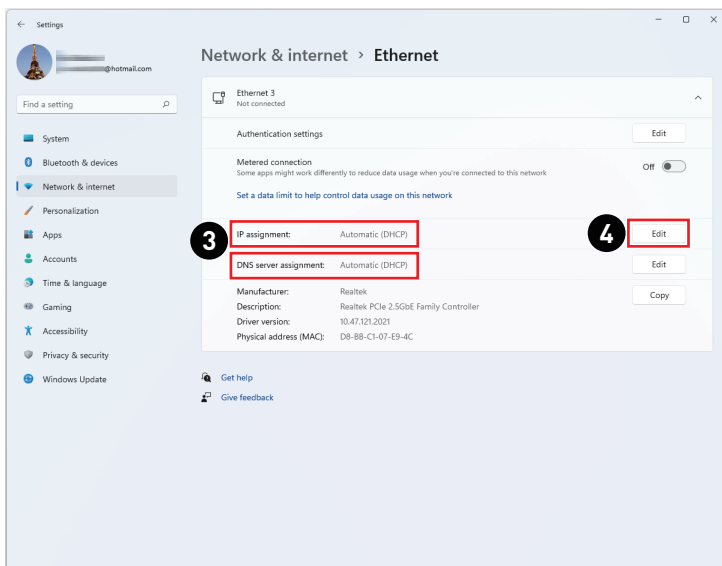 Settings
@hotmail.com
Find a setting
System
Bluetooth & devices
Network & internet
Personalization
Apps
Accounts
Time & language
Gaming
Accessibility
Privacy & security
Windows Update
Network & internet > Ethernet
Ethernet 3
Not connected
Authentication settings Edit
Metered connection
Some apps might work differently to reduce data usage when you're connected to this network
Off
Set a data limit to help control data usage on this network
3 IP assignment: Automatic (DHCP) 4 Edit
DNS server assignment: Automatic (DHCP) Edit
Manufacturer: Realtek Copy
Description: Realtek PCIe 2.5GbE Family Controller
Driver version: 10.47.121.2021
Physical address (MAC): D8-BB-C1-07-E9-4C
Get help
Give feedback